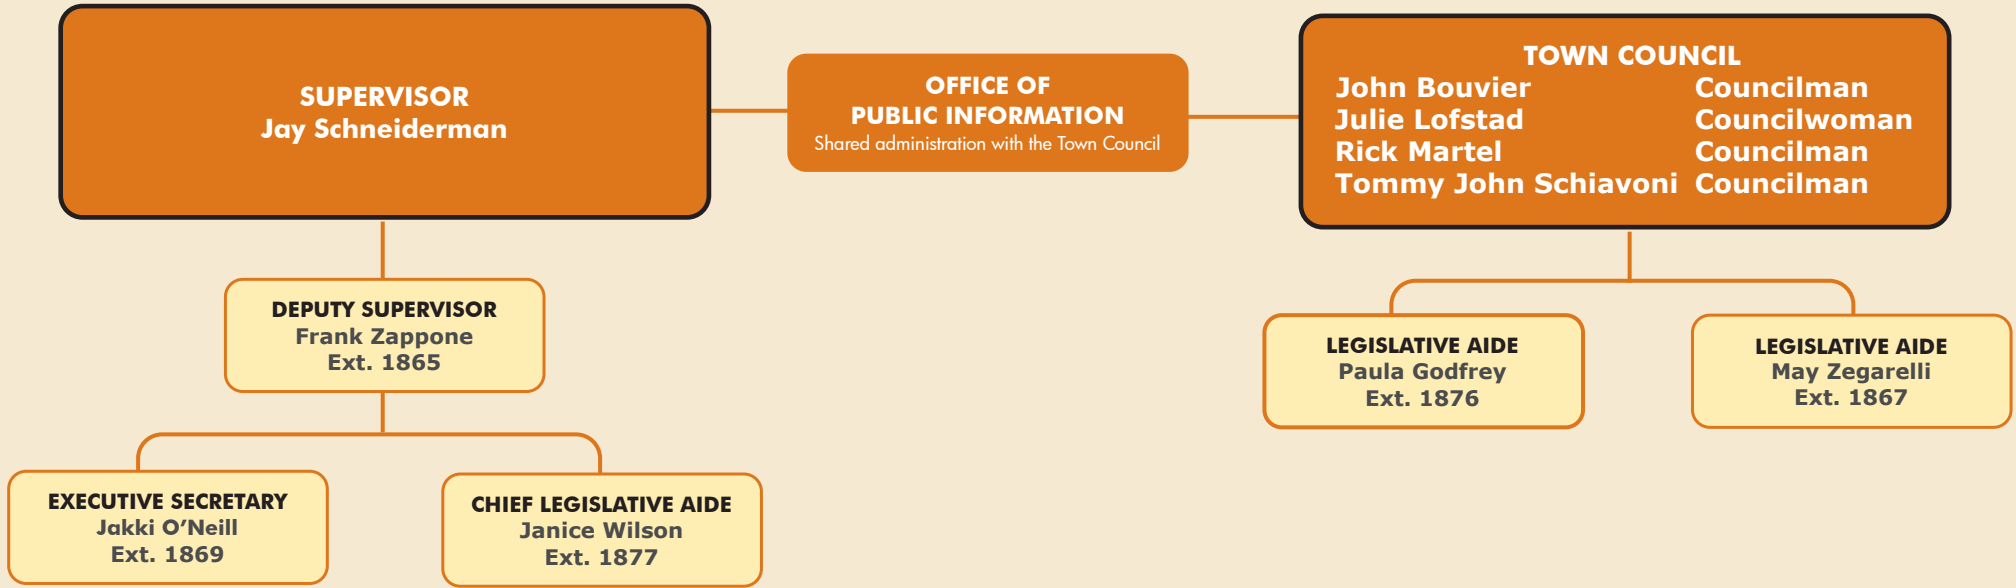 SUPERVISOR
Jay Schneiderman
OFFICE OF
PUBLIC INFORMATION
Shared administration with the Town Council
TOWN COUNCIL
John Bouvier Councilman
Julie Lofstad Councilwoman
Rick Martel Councilman
Tommy John Schiavoni Councilman
DEPUTY SUPERVISOR
Frank Zappone
Ext. 1865
EXECUTIVE SECRETARY
Jakki O’Neill
Ext. 1869
CHIEF LEGISLATIVE AIDE
Janice Wilson
Ext. 1877
LEGISLATIVE AIDE
Paula Godfrey
Ext. 1876
LEGISLATIVE AIDE
May Zegarelli
Ext. 1867